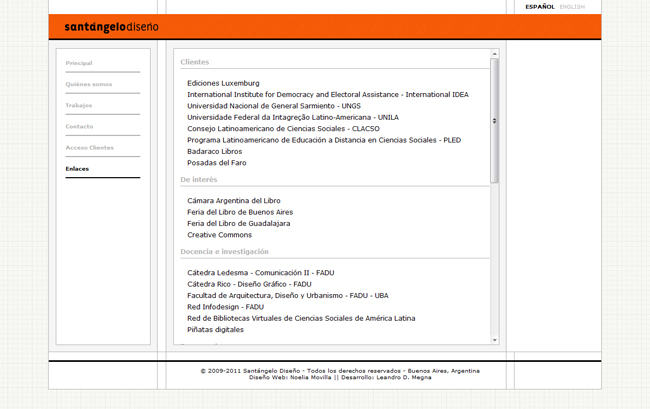 ESPAÑOL ENGLISH
santángelodiseño
Principal
Quiénes somos
Trabajos
Contacto
Acceso Clientes
Enlaces
Clientes
Ediciones Luxemburg
International Institute for Democracy and Electoral Assistance - International IDEA
Universidad Nacional de General Sarmiento - UNGS
Universidade Federal da Intagreção Latino-Americana - UNILA
Consejo Latinoamericano de Ciencias Sociales - CLACSO
Programa Latinoamericano de Educación a Distancia en Ciencias Sociales - PLED
Badaraco Libros
Posadas del Faro
De interés
Cámara Argentina del Libro
Feria del Libro de Buenos Aires
Feria del Libro de Guadalajara
Creative Commons
Docencia e investigación
Cátedra Ledesma - Comunicación II - FADU
Cátedra Rico - Diseño Gráfico - FADU
Facultad de Arquitectura, Diseño y Urbanismo - FADU - UBA
Red Infodesign - FADU
Red de Bibliotecas Virtuales de Ciencias Sociales de América Latina
Piñatas digitales
© 2009-2011 Santángelo Diseño - Todos los derechos reservados - Buenos Aires, Argentina
Diseño Web: Noelia Movilla || Desarrollo: Leandro D. Megna